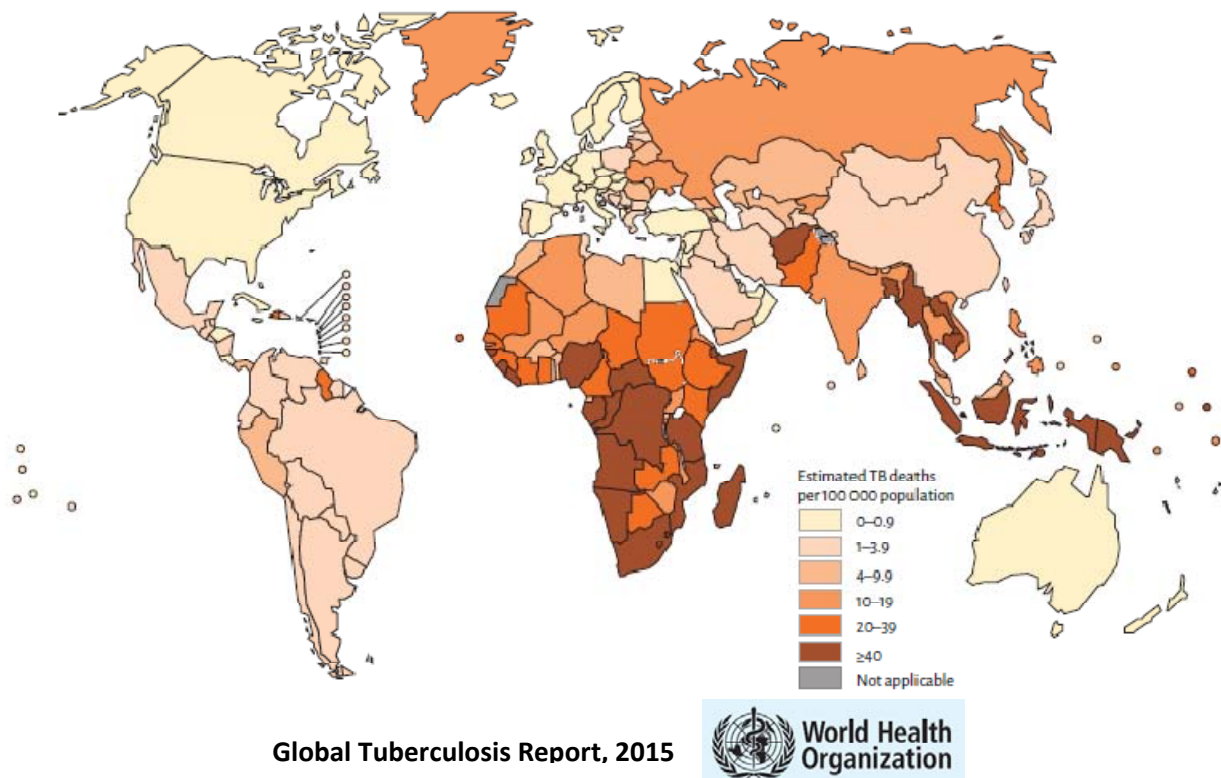 Estimated TB deaths
per 100 000 population
0–0.9
1–3.9
4–9.9
10–19
20–39
≥40
Not applicable
Global Tuberculosis Report, 2015
World Health
Organization